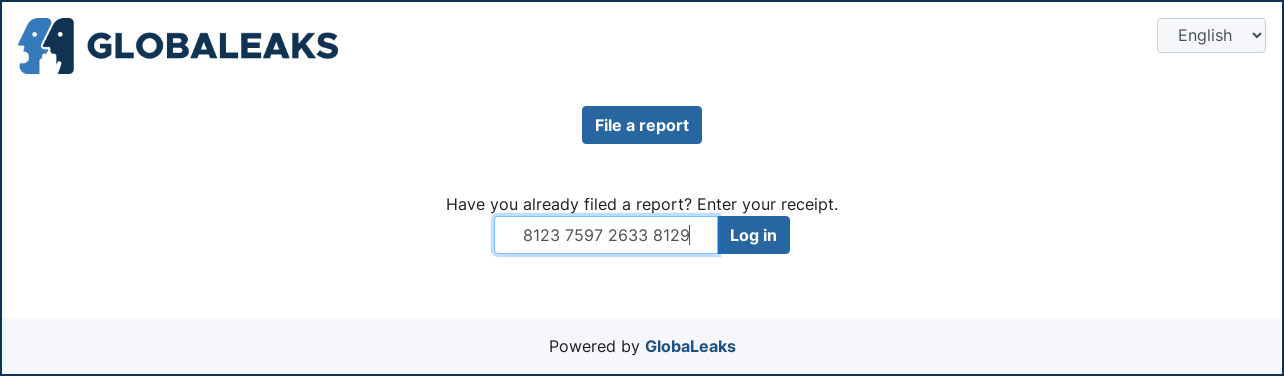 GLOBALEAKS
English
File a report
Have you already filed a report? Enter your receipt.
8123 7597 2633 8129
Log in
Powered by GlobaLeaks